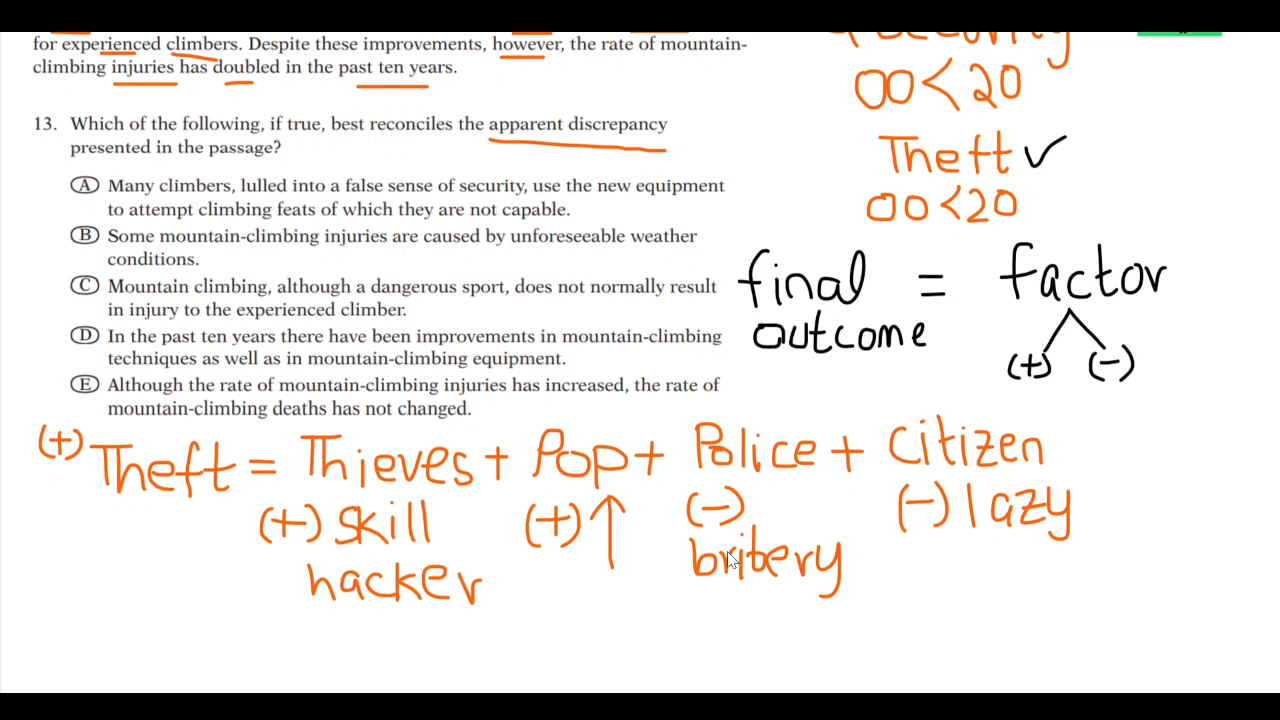 for experienced climbers. Despite these improvements, however, the rate of mountain-
climbing injuries has doubled in the past ten years.
13. Which of the following, if true, best reconciles the apparent discrepancy
presented in the passage?
A Many climbers, lulled into a false sense of security, use the new equipment
to attempt climbing feats of which they are not capable.
B Some mountain-climbing injuries are caused by unforeseeable weather
conditions.
C Mountain climbing, although a dangerous sport, does not normally result
in injury to the experienced climber.
D In the past ten years there have been improvements in mountain-climbing
techniques as well as in mountain-climbing equipment.
E Although the rate of mountain-climbing injuries has increased, the rate of
mountain-climbing deaths has not changed.
00<20
Theft ✓
00<20
final = factor
outcome
(+) (-)
(+) Theft = Thieves + Pop + Police + Citizen
(+) skill (+) ↑ (-) (-) lazy
hacker bribery